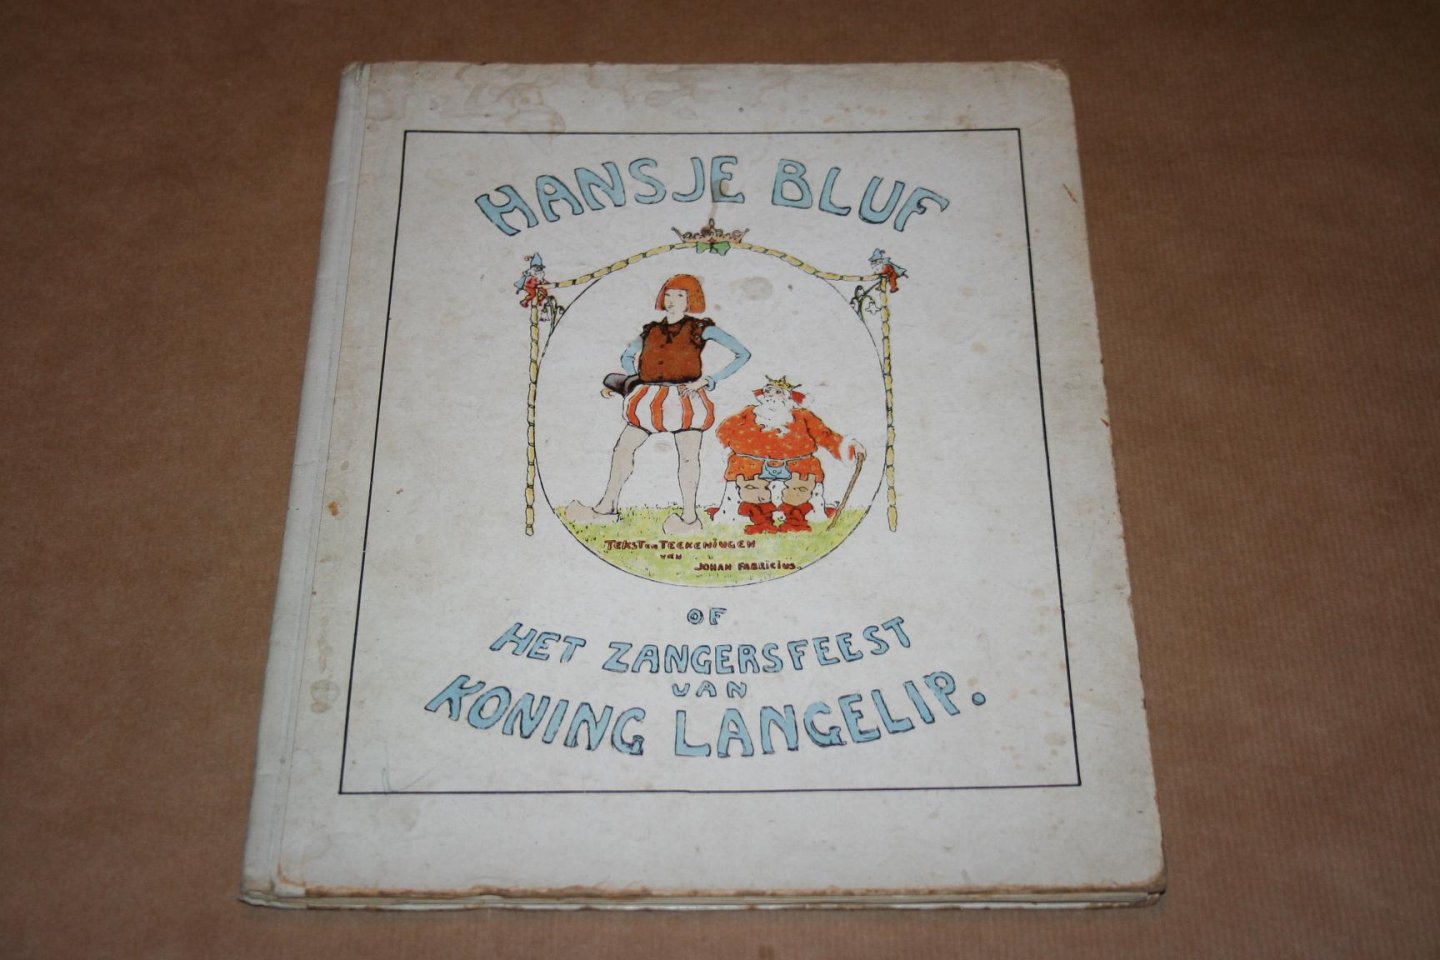 HANSJE BLUF
TEKST EN TEEKENINGEN
VAN
JOHAN FABRICIUS.
OF
HET ZANGERSFEEST
VAN
KONING LANGELIP.